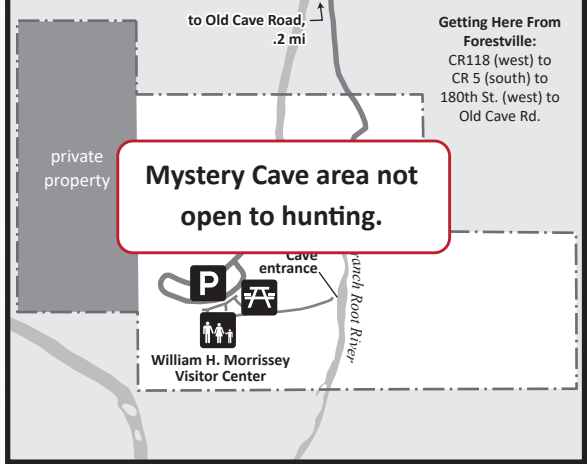 to Old Cave Road,
.2 mi
Getting Here From
Forestville:
CR118 (west) to
CR 5 (south) to
180th St. (west) to
Old Cave Rd.
private
property
Mystery Cave area not
open to hunting.
Cave
entrance
Root River
P
William H. Morrissey
Visitor Center